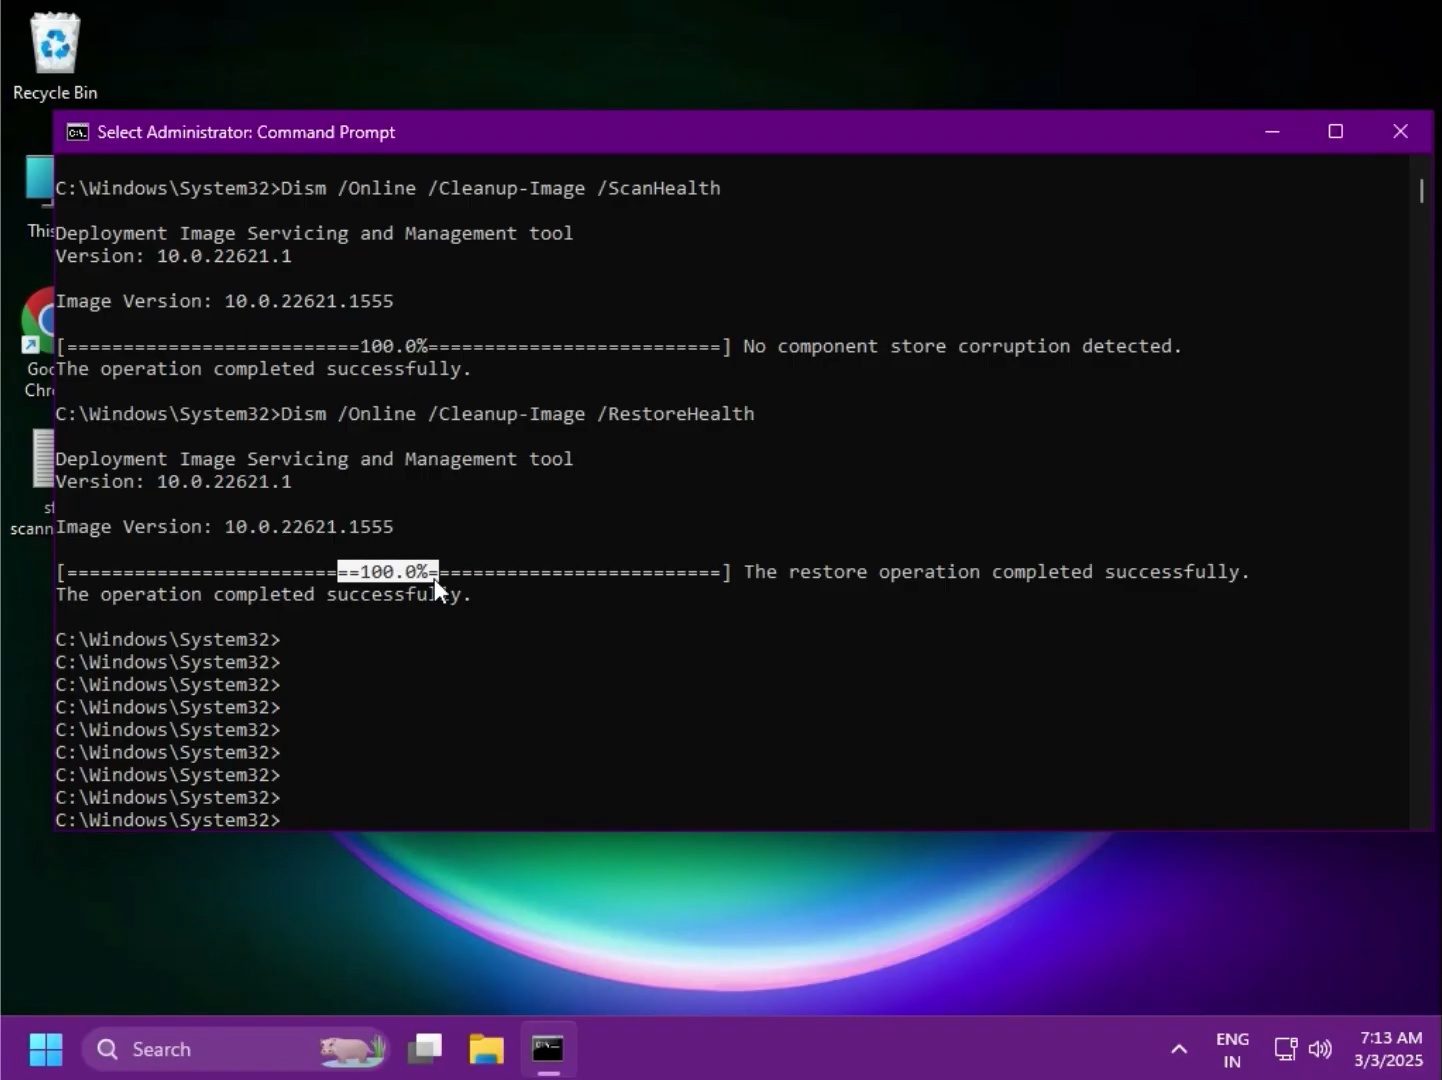 Recycle Bin
Select Administrator: Command Prompt
C:\Windows\System32>Dism /Online /Cleanup-Image /ScanHealth
Deployment Image Servicing and Management tool
Version: 10.0.22621.1
Image Version: 10.0.22621.1555
[==========================100.0%==========================] No component store corruption detected.
The operation completed successfully.
C:\Windows\System32>Dism /Online /Cleanup-Image /RestoreHealth
Deployment Image Servicing and Management tool
Version: 10.0.22621.1
Image Version: 10.0.22621.1555
[==========================100.0%==========================] The restore operation completed successfully.
The operation completed successfully.
C:\Windows\System32>
C:\Windows\System32>
C:\Windows\System32>
C:\Windows\System32>
C:\Windows\System32>
C:\Windows\System32>
C:\Windows\System32>
C:\Windows\System32>
C:\Windows\System32>
This
Goo
Chr
scann
Search
ENG
IN
7:13 AM
3/3/2025